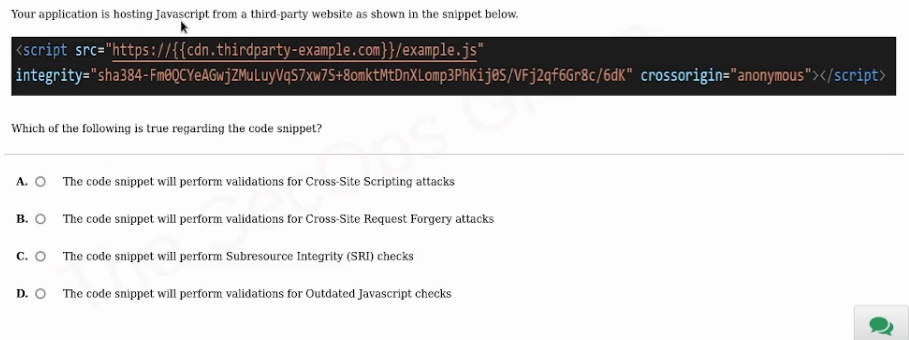 Your application is hosting Javascript from a third-party website as shown in the snippet below.
<script src="https://{{cdn.thirdparty-example.com}}/example.js"
integrity="sha384-Fm0QCYeAGwjZMuLuyVqS7xw7S+8omktMtDnXLomp3PhKij0S/VFj2qf6Gr8c/6dK" crossorigin="anonymous"></script>
Which of the following is true regarding the code snippet?
A. The code snippet will perform validations for Cross-Site Scripting attacks
B. The code snippet will perform validations for Cross-Site Request Forgery attacks
C. The code snippet will perform Subresource Integrity (SRI) checks
D. The code snippet will perform validations for Outdated Javascript checks